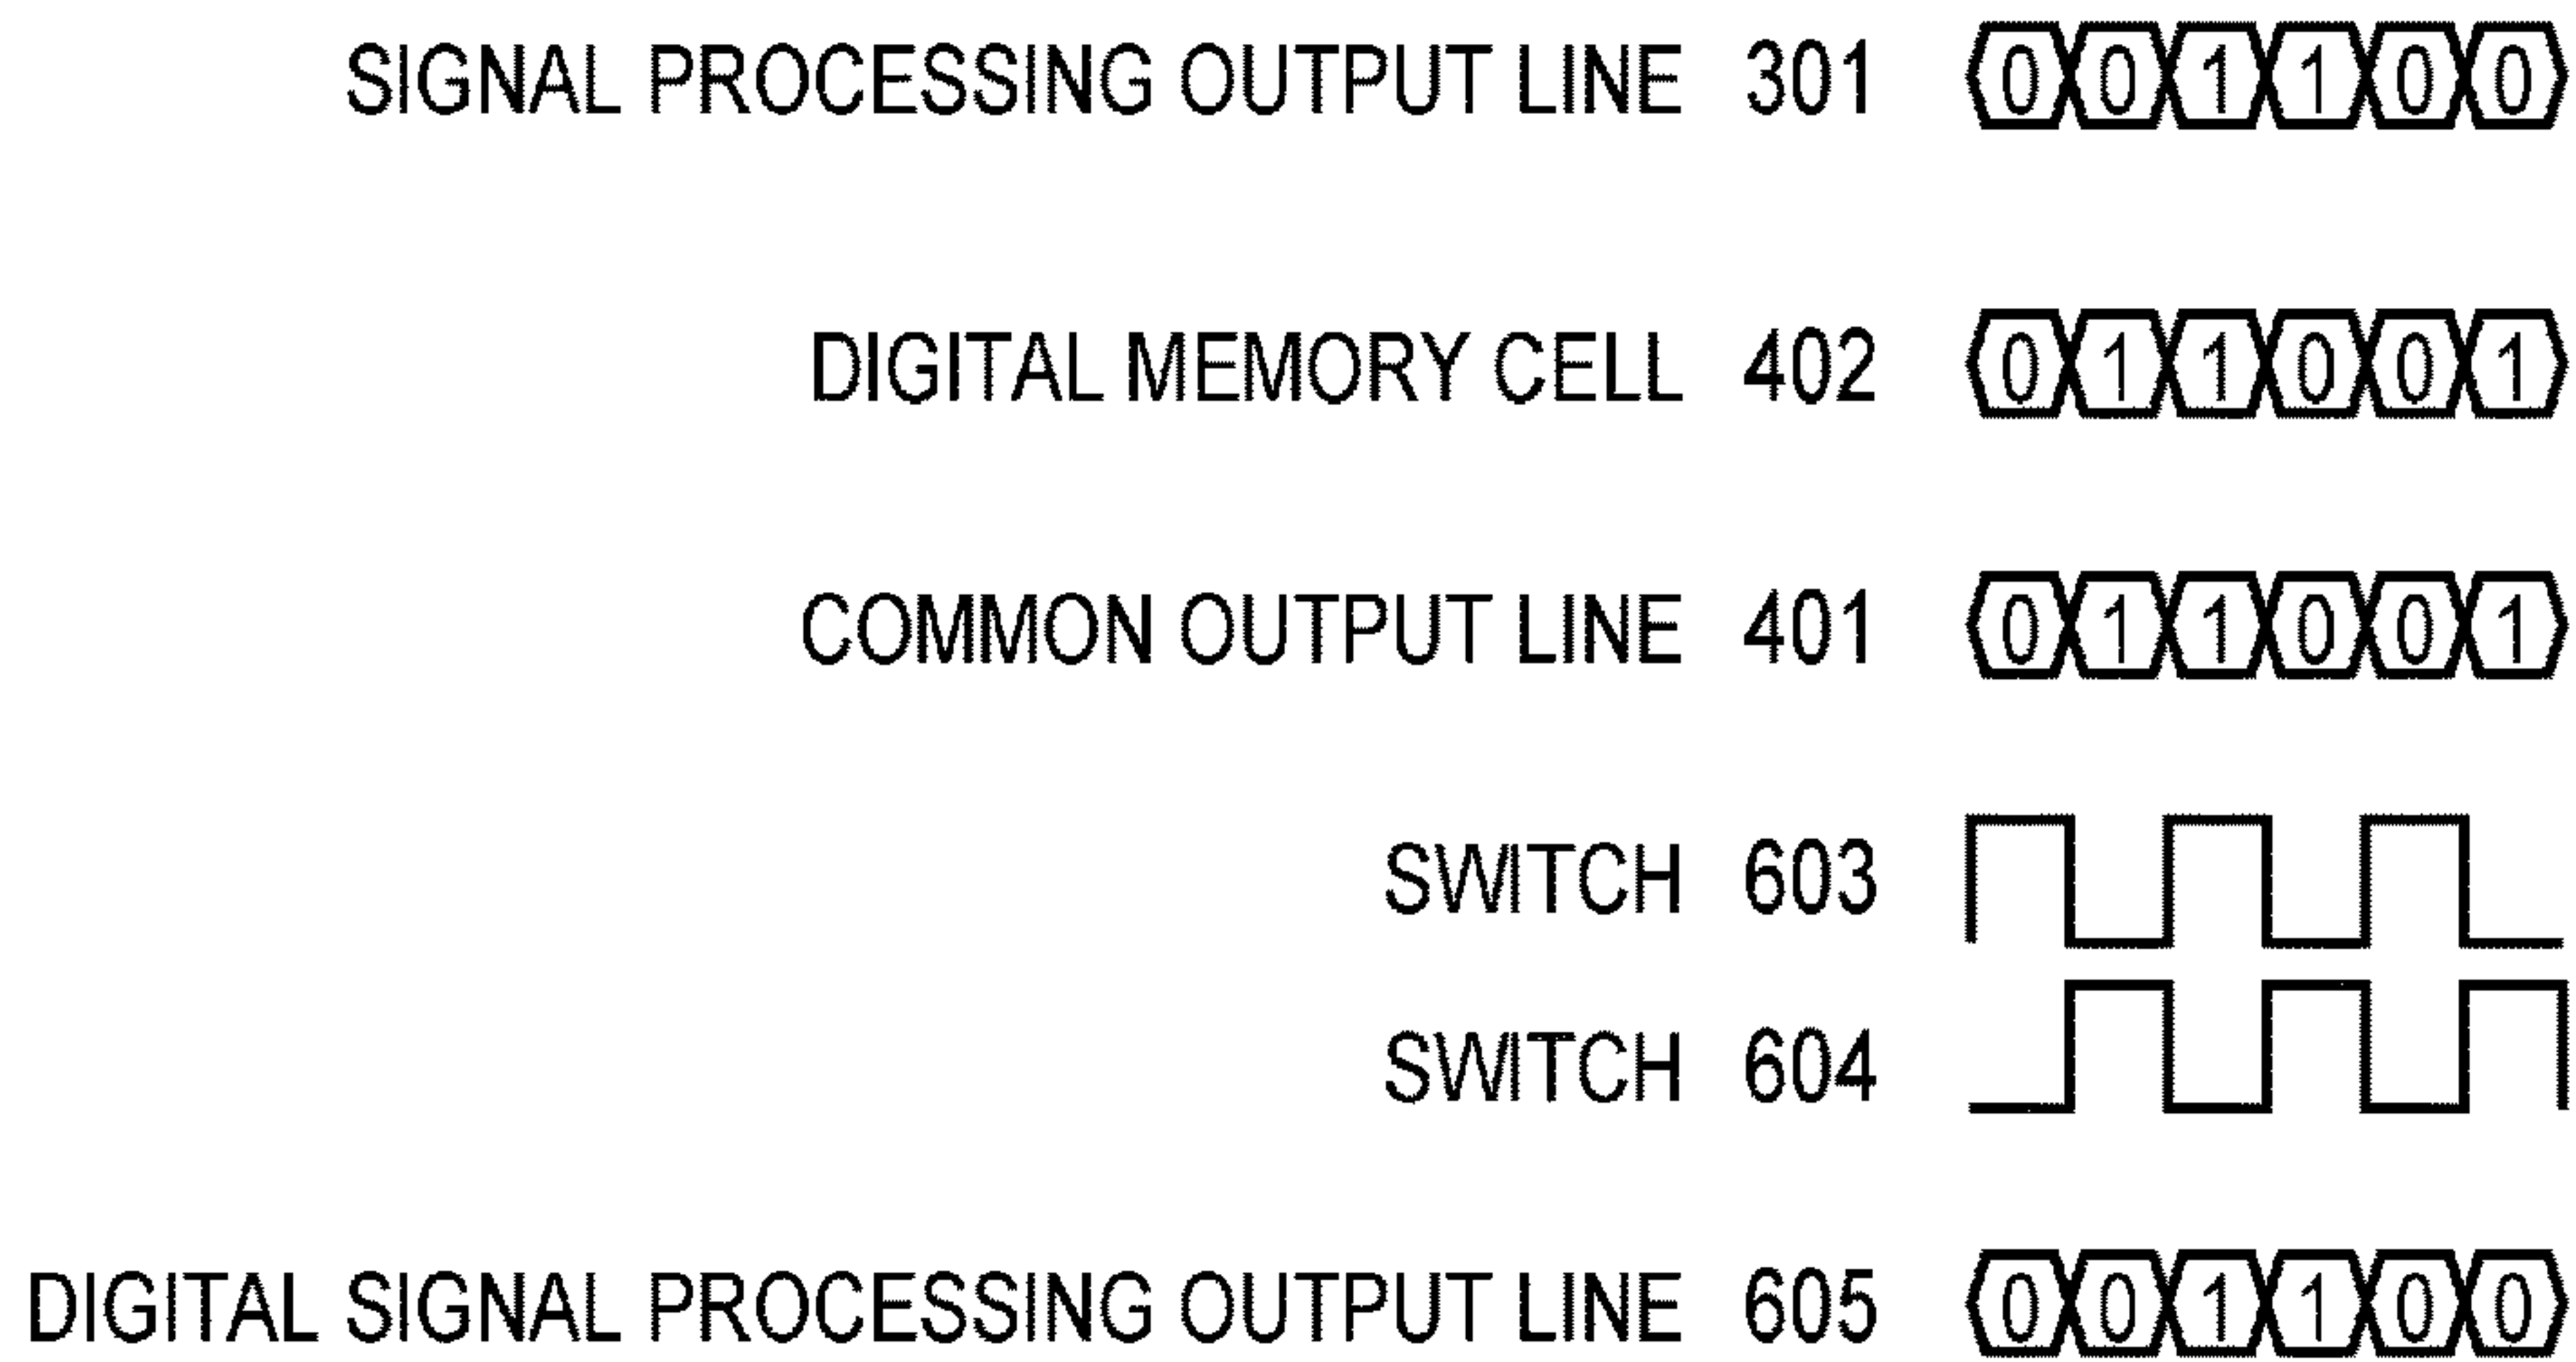 SIGNAL PROCESSING OUTPUT LINE 301 0 0 1 1 0 0
DIGITAL MEMORY CELL 402 0 1 1 0 0 1
COMMON OUTPUT LINE 401 0 1 1 0 0 1
SWITCH 603
SWITCH 604
DIGITAL SIGNAL PROCESSING OUTPUT LINE 605 0 0 1 1 0 0